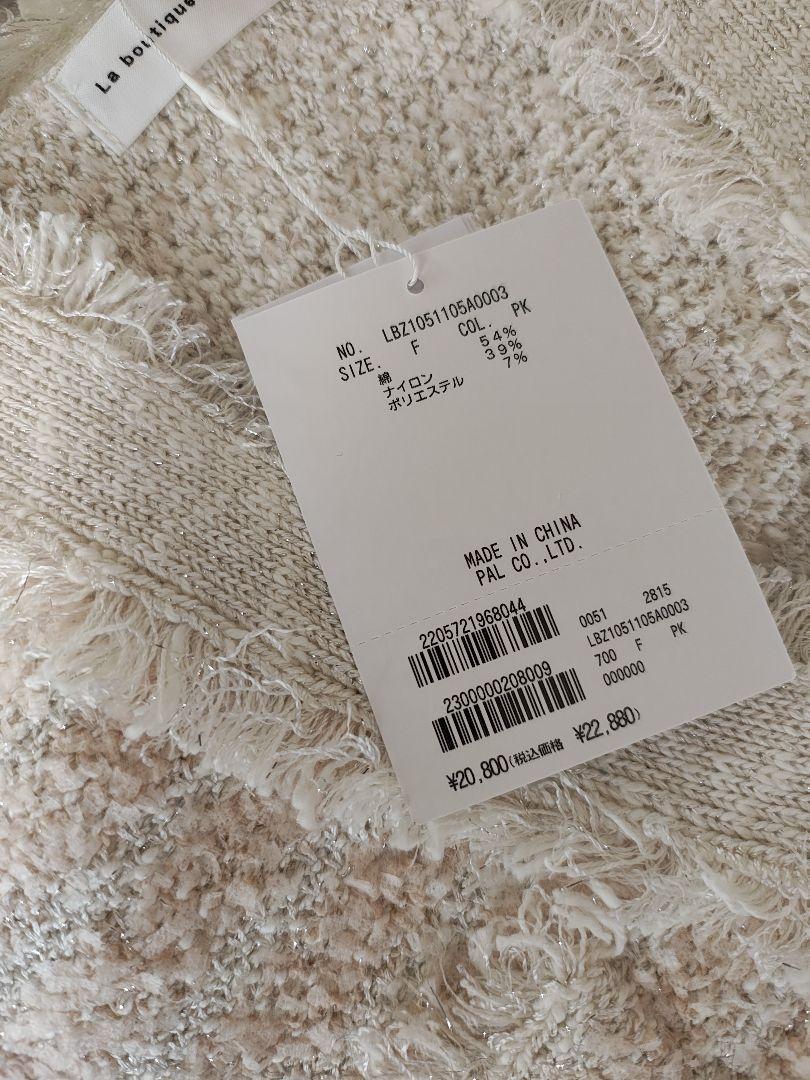 La boutique
NO. LBZ1051105A0003
SIZE. F COL. PK
綿 54%
ナイロン 39%
ポリエステル 7%
MADE IN CHINA
PAL CO.,LTD.
2205721968044
0051 2815
LBZ1051105A0003
700 F PK
000000
2300000208009
¥20,800(税込価格 ¥22,880)